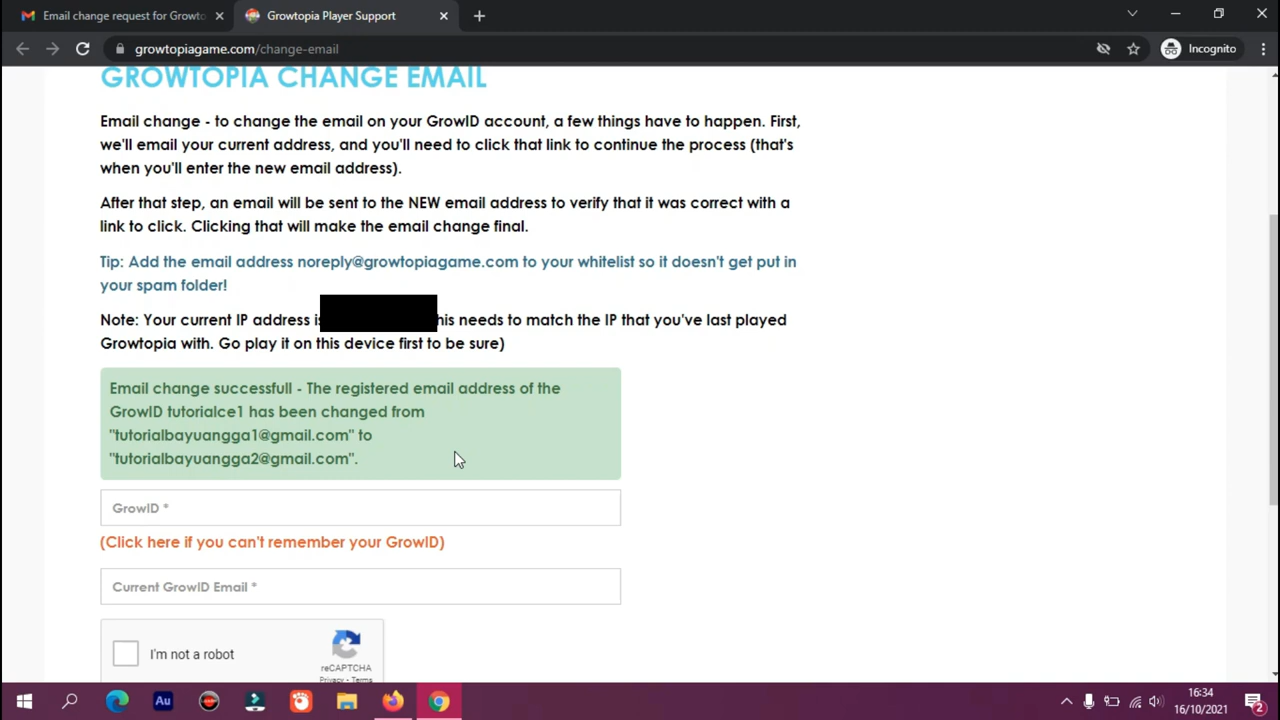 Email change request for Growto
Growtopia Player Support
growtopiagame.com/change-email
Incognito
GROWTOPIA CHANGE EMAIL
Email change - to change the email on your GrowID account, a few things have to happen. First,
we'll email your current address, and you'll need to click that link to continue the process (that's
when you'll enter the new email address).
After that step, an email will be sent to the NEW email address to verify that it was correct with a
link to click. Clicking that will make the email change final.
Tip: Add the email address noreply@growtopiagame.com to your whitelist so it doesn't get put in
your spam folder!
Note: Your current IP address is his needs to match the IP that you've last played
Growtopia with. Go play it on this device first to be sure)
Email change successfull - The registered email address of the
GrowID tutorialce1 has been changed from
"tutorialbayuangga1@gmail.com" to
"tutorialbayuangga2@gmail.com".
GrowID *
(Click here if you can't remember your GrowID)
Current GrowID Email *
I'm not a robot
reCAPTCHA
Privacy - Terms
Au
16:34
16/10/2021
2